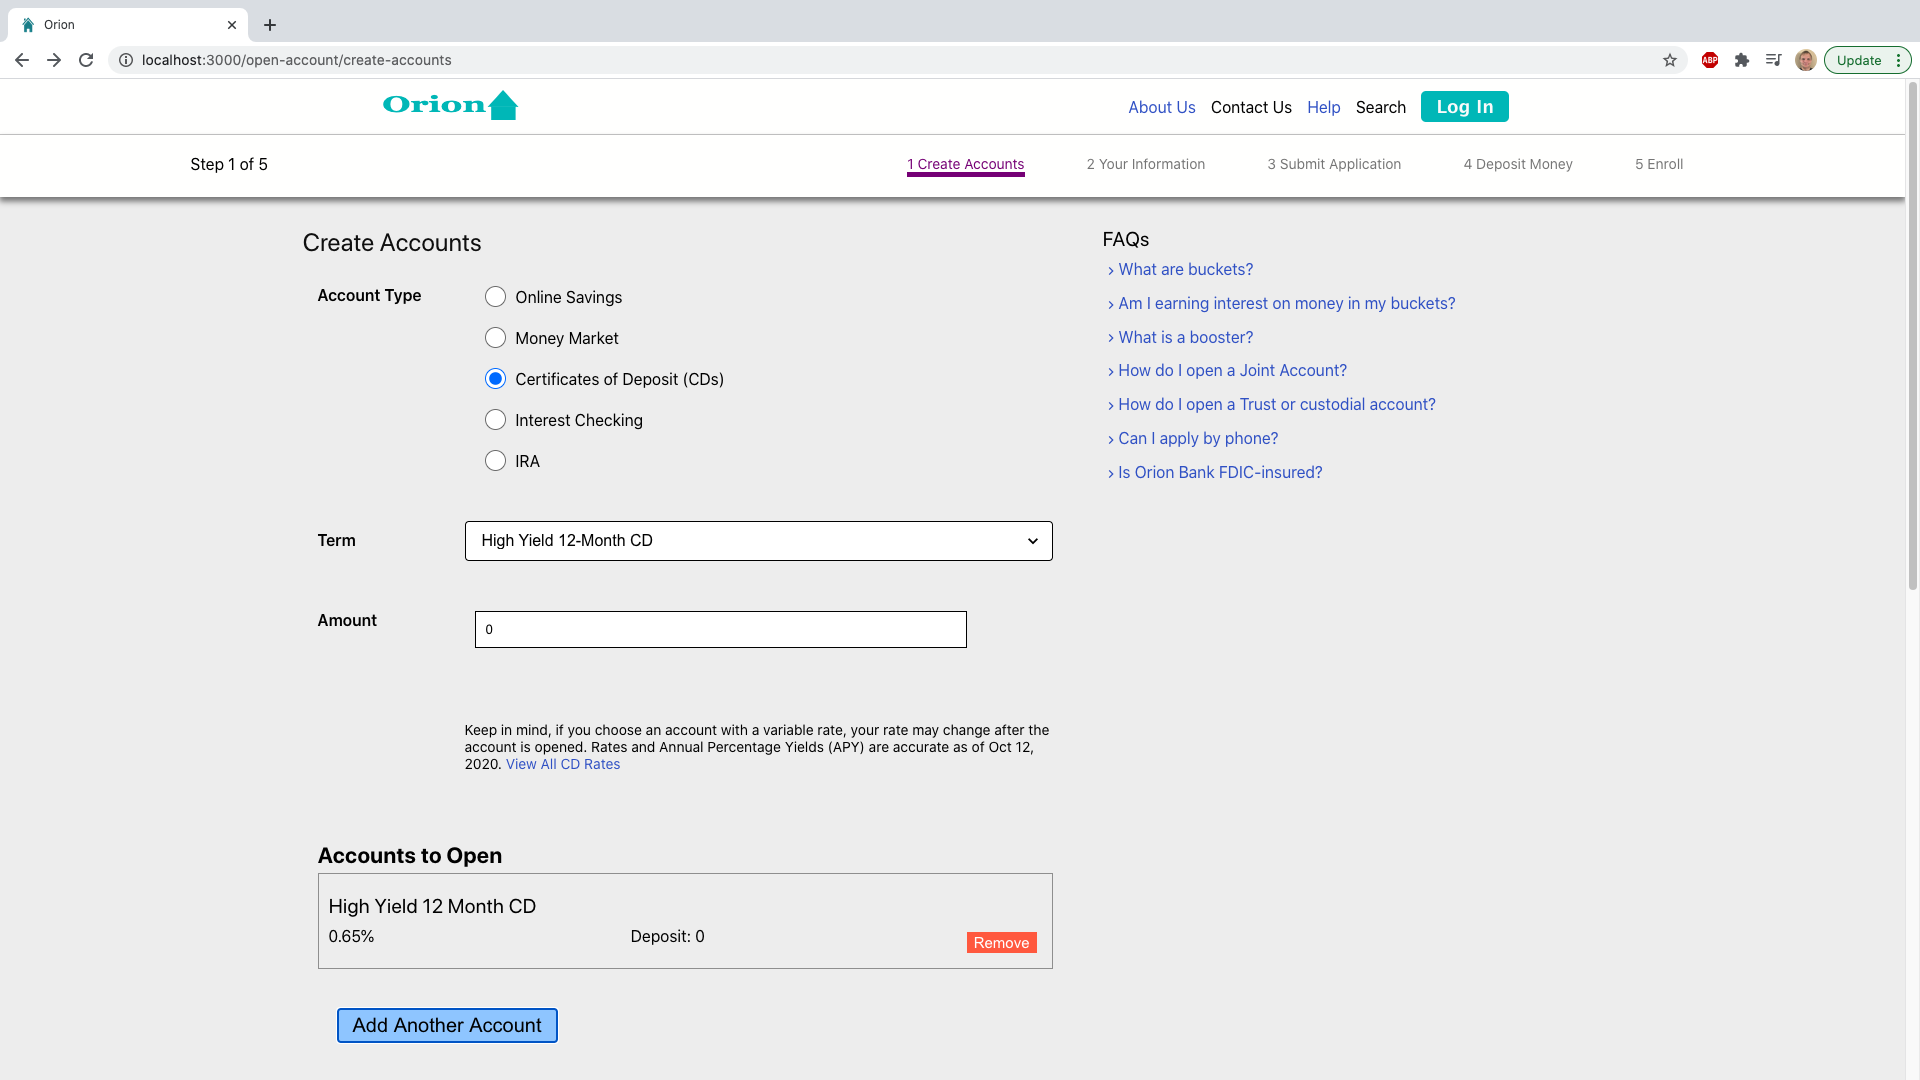 Orion
localhost:3000/open-account/create-accounts
ABP
Update
Orion
About Us Contact Us Help Search Log In
Step 1 of 5
1 Create Accounts
2 Your Information
3 Submit Application
4 Deposit Money
5 Enroll
Create Accounts
Account Type
Online Savings
Money Market
Certificates of Deposit (CDs)
Interest Checking
IRA
Term
High Yield 12-Month CD
Amount
0
Keep in mind, if you choose an account with a variable rate, your rate may change after the
account is opened. Rates and Annual Percentage Yields (APY) are accurate as of Oct 12,
2020. View All CD Rates
Accounts to Open
High Yield 12 Month CD
0.65%
Deposit: 0
Remove
Add Another Account
FAQs
› What are buckets?
› Am I earning interest on money in my buckets?
› What is a booster?
› How do I open a Joint Account?
› How do I open a Trust or custodial account?
› Can I apply by phone?
› Is Orion Bank FDIC-insured?